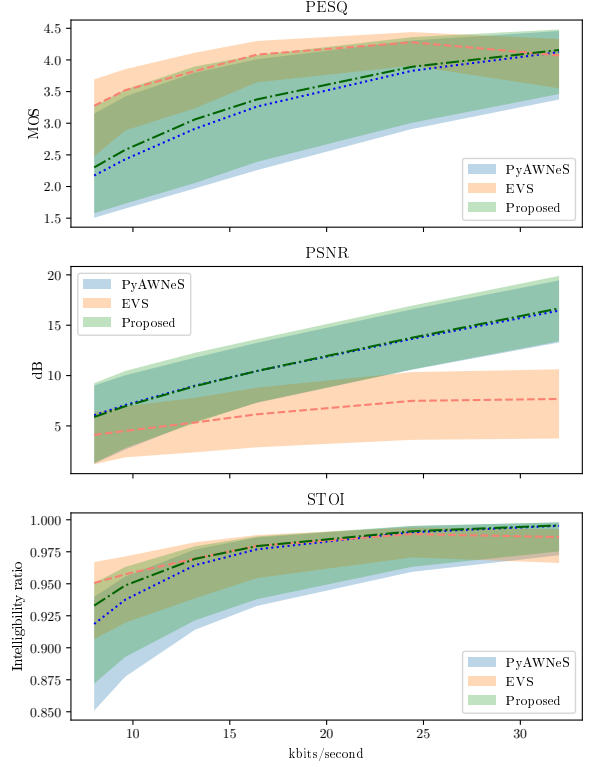 PESQ
4.5
4.0
3.5
3.0
2.5
2.0
1.5
MOS
PyAWNeS
EVS
Proposed
PSNR
20
15
10
5
dB
PyAWNeS
EVS
Proposed
STOI
1.000
0.975
0.950
0.925
0.900
0.875
0.850
Intelligibility ratio
PyAWNeS
EVS
Proposed
10 15 20 25 30
kbits/second